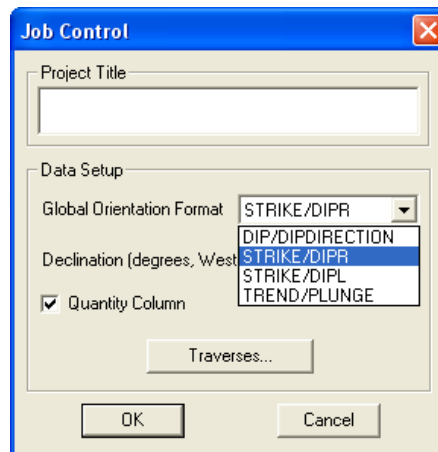 Job Control
Project Title
Data Setup
Global Orientation Format STRIKE/DIPR
DIP/DIPDIRECTION
Declination (degrees, West STRIKE/DIPR
STRIKE/DIPL
Quantity Column TREND/PLUNGE
Traverses...
OK Cancel